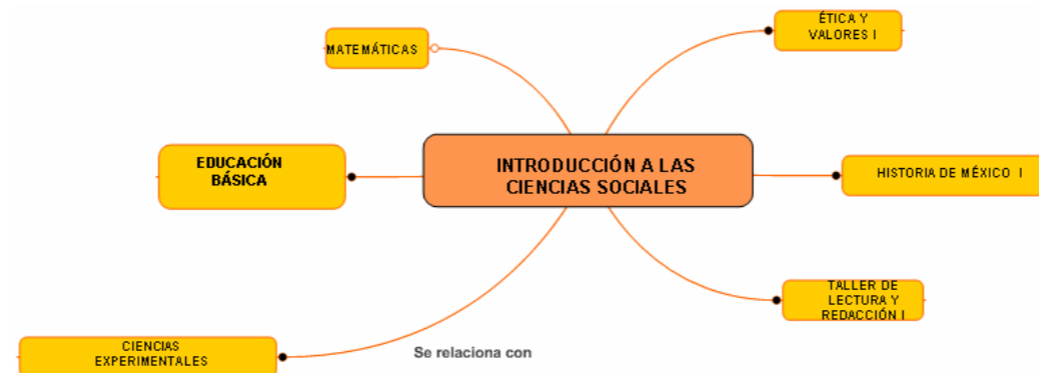 ÉTICA Y
VALORES I
MATEMÁTICAS
EDUCACIÓN
BÁSICA
INTRODUCCIÓN A LAS
CIENCIAS SOCIALES
HISTORIA DE MÉXICO I
TALLER DE
LECTURA Y
REDACCIÓN I
CIENCIAS
EXPERIMENTALES
Se relaciona con